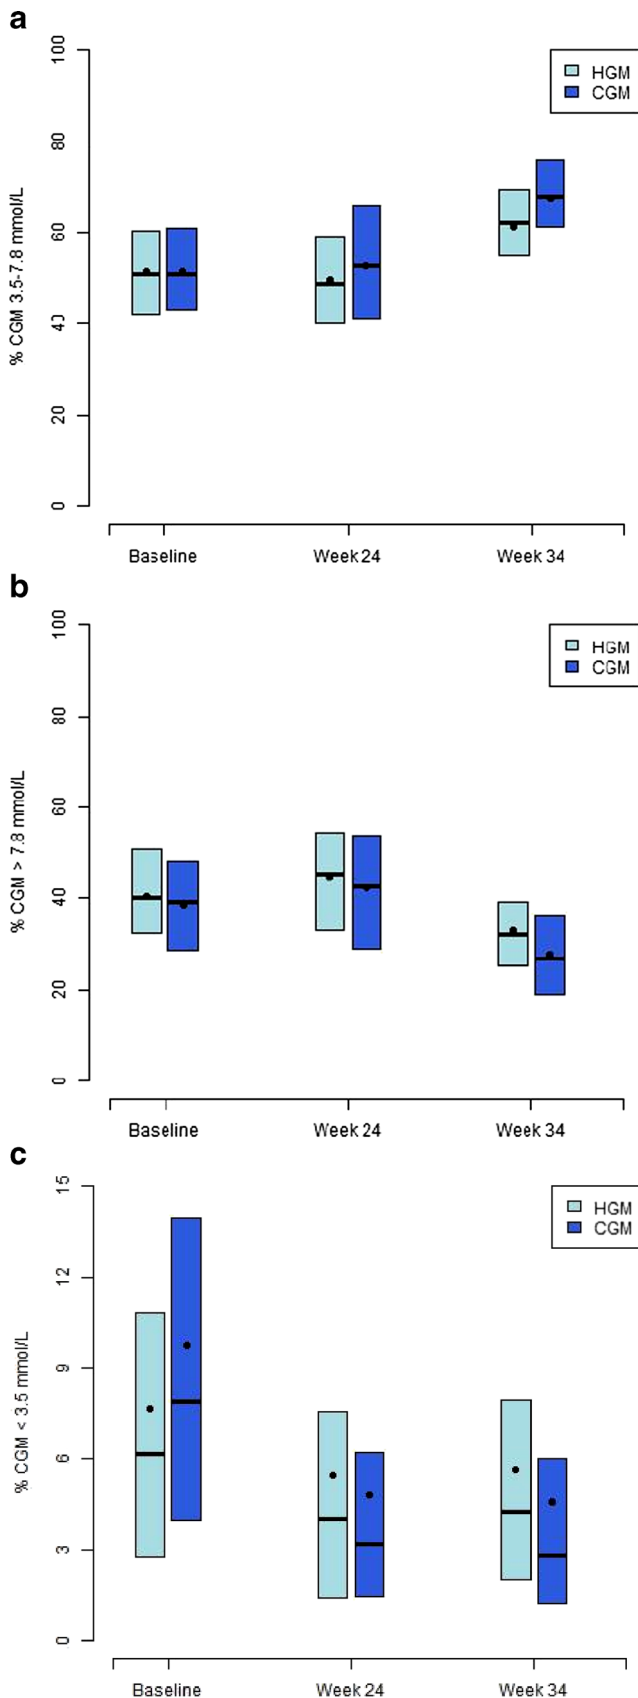 a
100
80
60
40
20
0
% CGM 3.5-7.8 mmol/L
HGM
CGM
Baseline
Week 24
Week 34
b
100
80
60
40
20
0
% CGM > 7.8 mmol/L
HGM
CGM
Baseline
Week 24
Week 34
c
15
12
9
6
3
0
% CGM < 3.5 mmol/L
HGM
CGM
Baseline
Week 24
Week 34